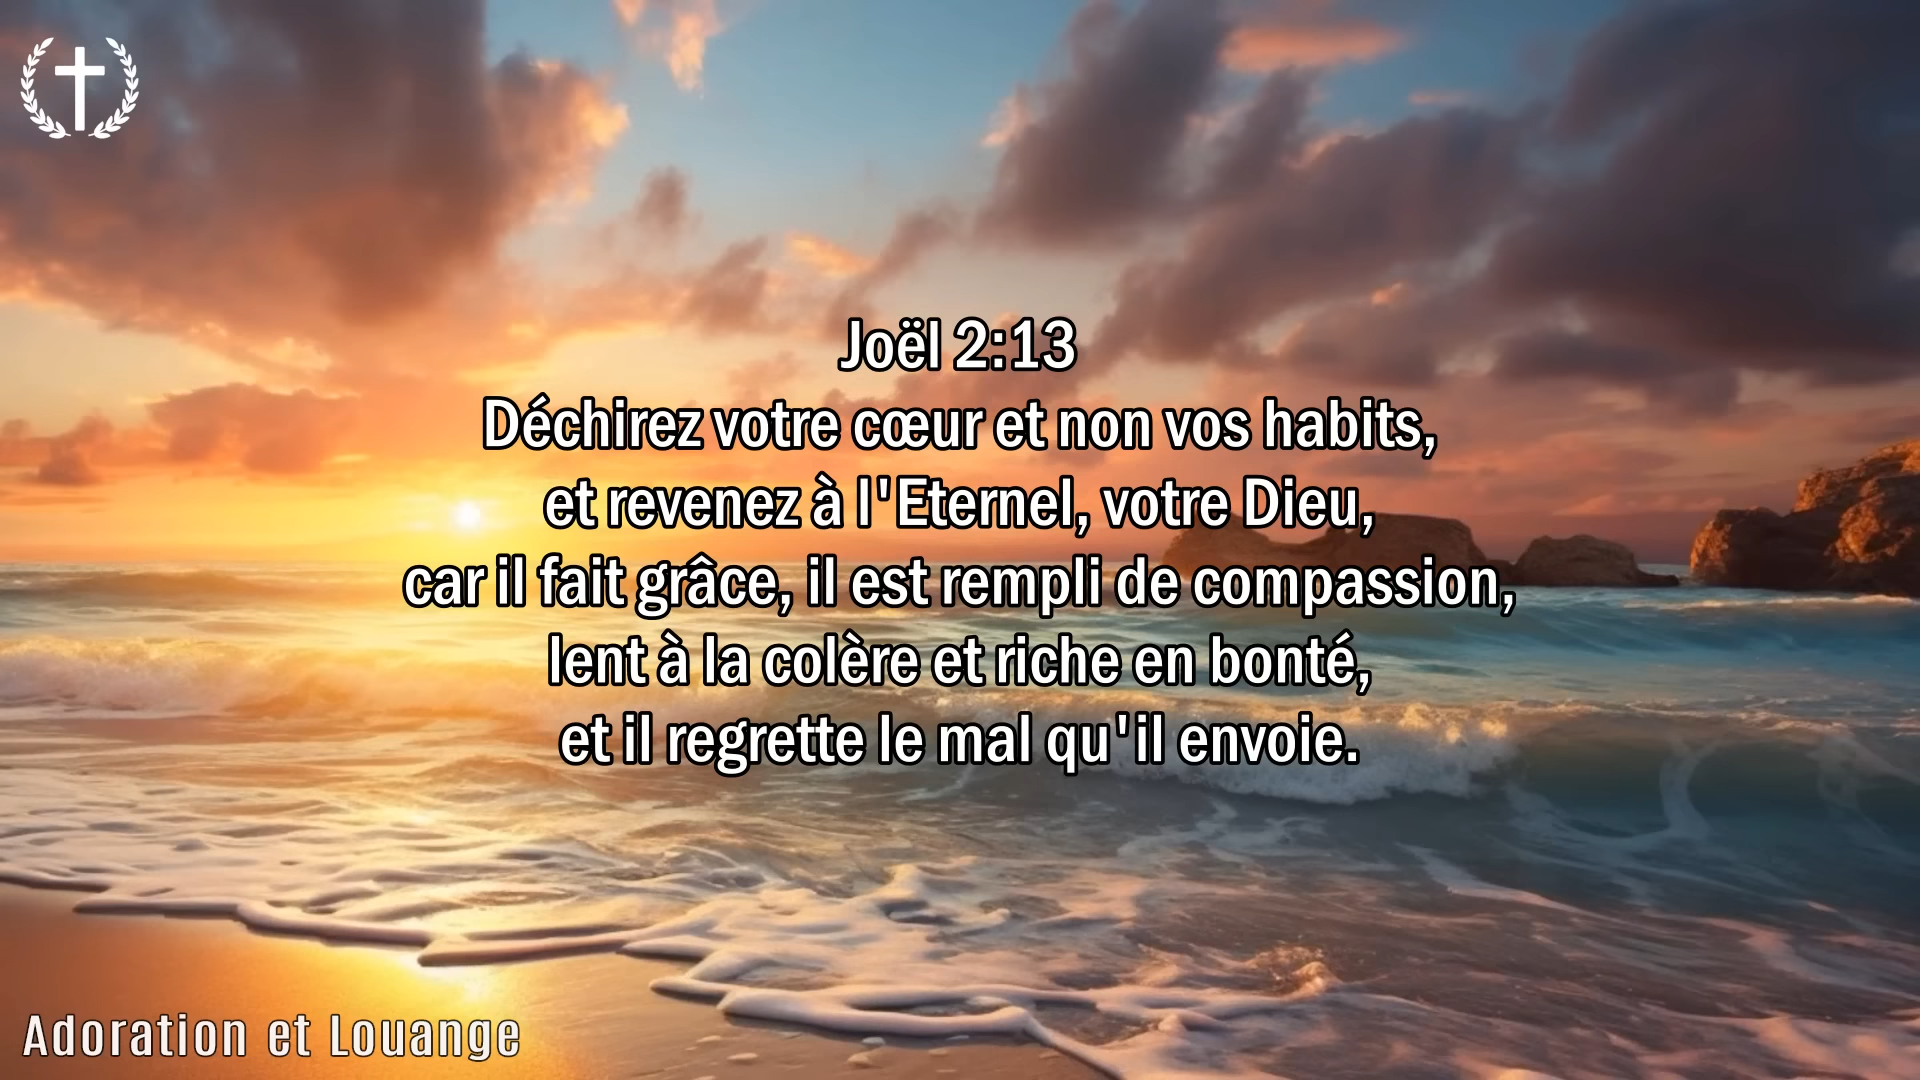 Joël 2:13
Déchirez votre cœur et non vos habits,
et revenez à l'Eternel, votre Dieu,
car il fait grâce, il est rempli de compassion,
lent à la colère et riche en bonté,
et il regrette le mal qu'il envoie.
Adoration et Louange